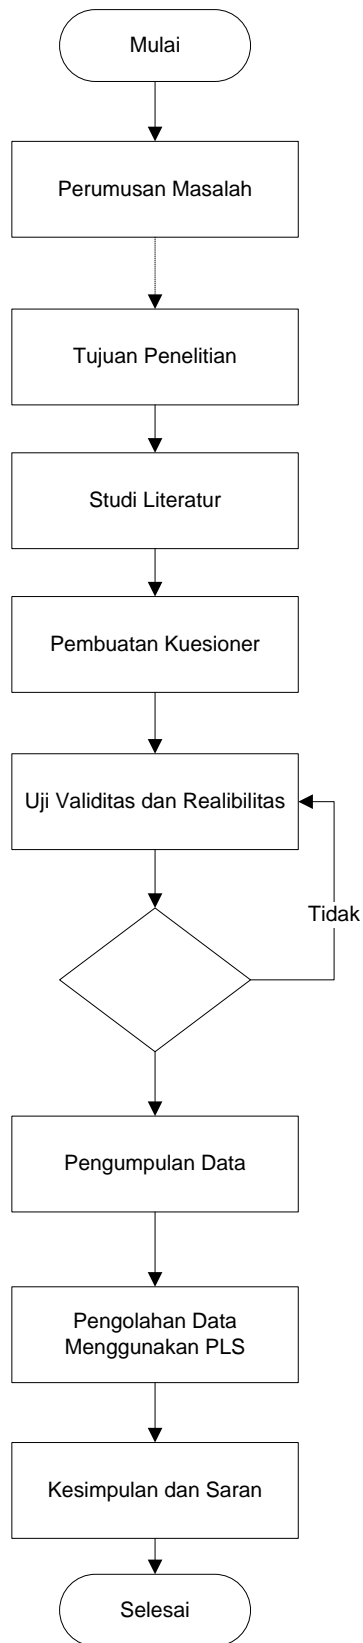 Mulai
Perumusan Masalah
Tujuan Penelitian
Studi Literatur
Pembuatan Kuesioner
Uji Validitas dan Realibilitas
Tidak
Pengumpulan Data
Pengolahan Data
Menggunakan PLS
Kesimpulan dan Saran
Selesai